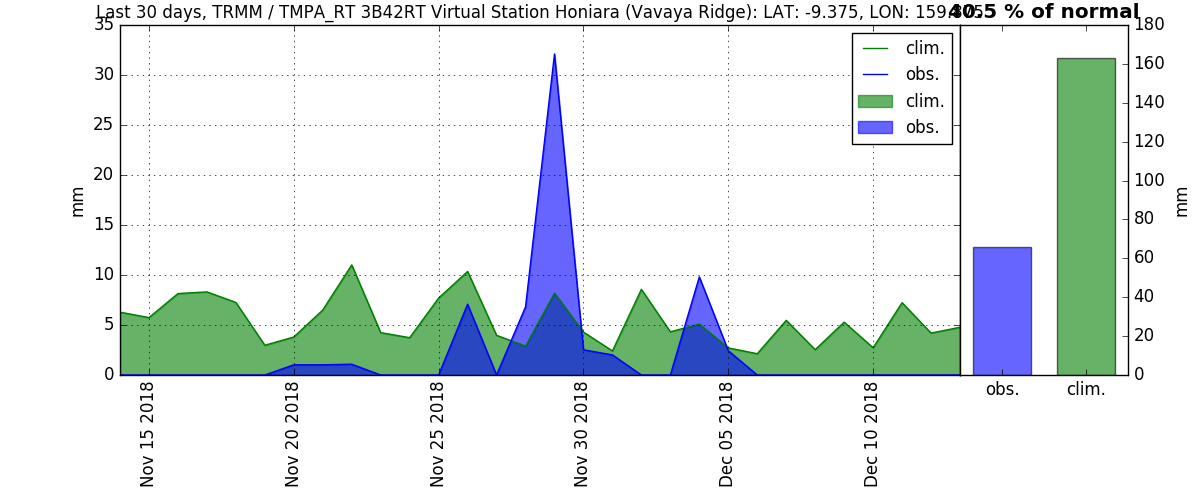 Last 30 days, TRMM / TMPA_RT 3B42RT Virtual Station Honiara (Vavaya Ridge): LAT: -9.375, LON: 159.875
40.5 % of normal
35
30
25
20
15
10
5
0
mm
clim.
obs.
clim.
obs.
Nov 15 2018
Nov 20 2018
Nov 25 2018
Nov 30 2018
Dec 05 2018
Dec 10 2018
180
160
140
120
100
80
60
40
20
0
mm
obs.
clim.